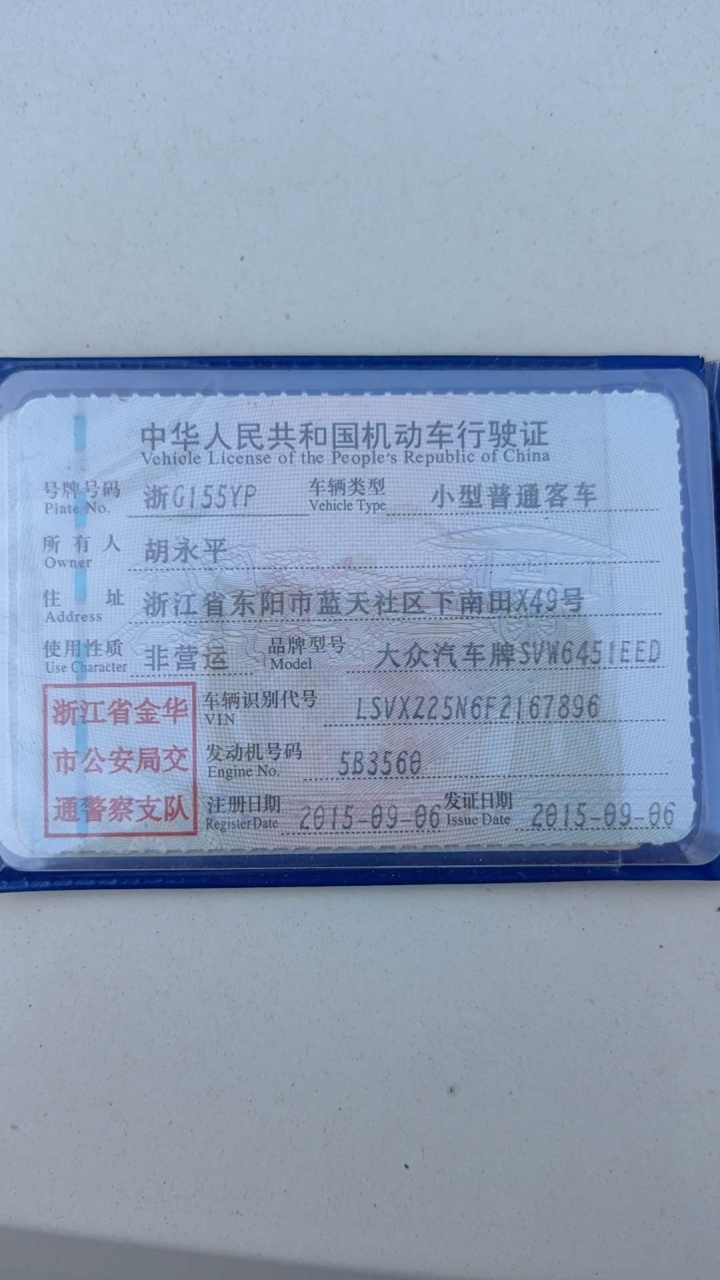 中华人民共和国机动车行驶证
Vehicle License of the People's Republic of China
号牌号码 浙G155YP 车辆类型 小型普通客车
Plate No. Vehicle Type
所有人 胡永平
Owner
住址 浙江省东阳市蓝天社区下南田X49号
Address
使用性质 非营运 品牌型号 大众汽车牌SVW6451EED
Use Character Model
浙江省金华
市公安局交
通警察支队
车辆识别代号 LSVXZ25N6F2167896
VIN
发动机号码 5B3560
Engine No.
注册日期 2015-09-06 发证日期 2015-09-06
Register Date Issue Date